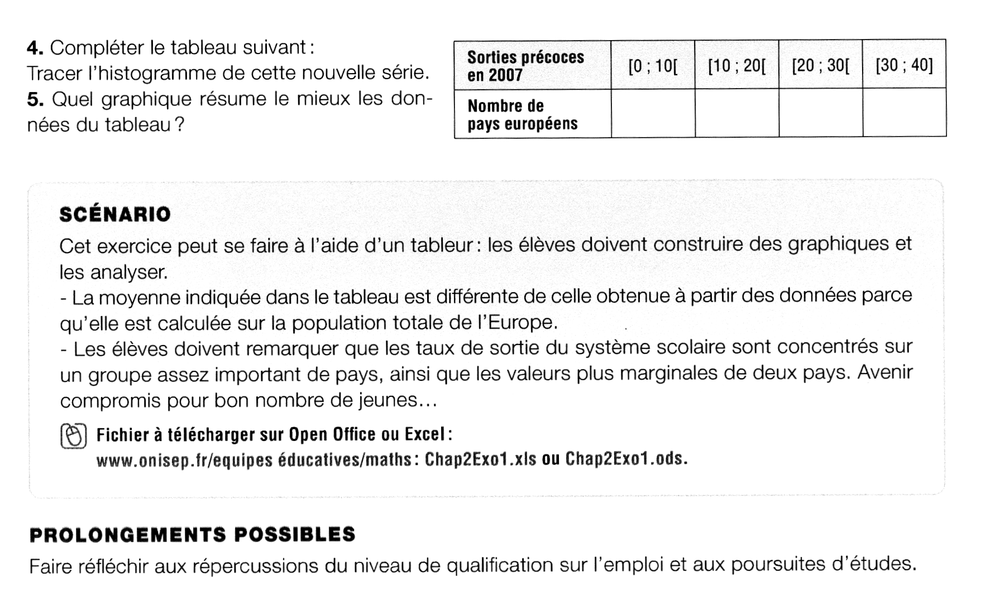 4. Compléter le tableau suivant :
Tracer l'histogramme de cette nouvelle série.
5. Quel graphique résume le mieux les don-
nées du tableau ?
Sorties précoces
en 2007
[0 ; 10[
[10 ; 20[
[20 ; 30[
[30 ; 40]
Nombre de
pays européens
SCÉNARIO
Cet exercice peut se faire à l'aide d'un tableur : les élèves doivent construire des graphiques et
les analyser.
- La moyenne indiquée dans le tableau est différente de celle obtenue à partir des données parce
qu'elle est calculée sur la population totale de l'Europe.
- Les élèves doivent remarquer que les taux de sortie du système scolaire sont concentrés sur
un groupe assez important de pays, ainsi que les valeurs plus marginales de deux pays. Avenir
compromis pour bon nombre de jeunes...
Fichier à télécharger sur Open Office ou Excel :
www.onisep.fr/equipes éducatives/maths : Chap2Exo1.xls ou Chap2Exo1.ods.
PROLONGEMENTS POSSIBLES
Faire réfléchir aux répercussions du niveau de qualification sur l'emploi et aux poursuites d'études.